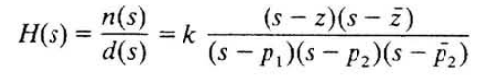 H(s) = n(s)/d(s) = k (s − z)(s − z̄)/(s − p₁)(s − p₂)(s − p̄₂)